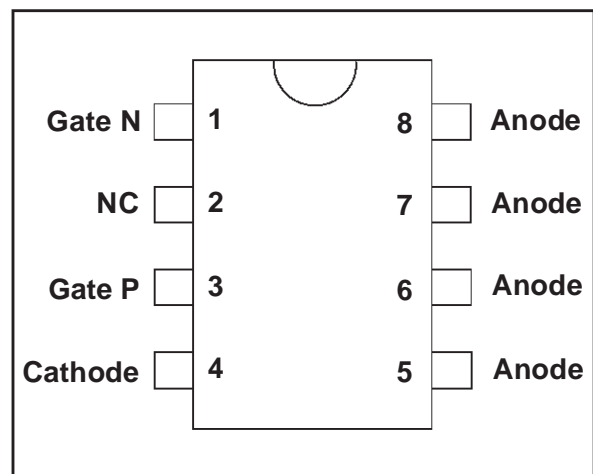 Gate N 1 8 Anode
NC 2 7 Anode
Gate P 3 6 Anode
Cathode 4 5 Anode